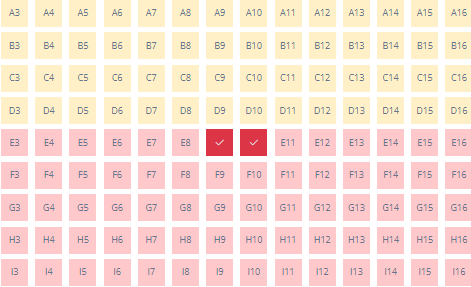 A3 A4 A5 A6 A7 A8 A9 A10 A11 A12 A13 A14 A15 A16
B3 B4 B5 B6 B7 B8 B9 B10 B11 B12 B13 B14 B15 B16
C3 C4 C5 C6 C7 C8 C9 C10 C11 C12 C13 C14 C15 C16
D3 D4 D5 D6 D7 D8 D9 D10 D11 D12 D13 D14 D15 D16
E3 E4 E5 E6 E7 E8 E11 E12 E13 E14 E15 E16
F3 F4 F5 F6 F7 F8 F9 F10 F11 F12 F13 F14 F15 F16
G3 G4 G5 G6 G7 G8 G9 G10 G11 G12 G13 G14 G15 G16
H3 H4 H5 H6 H7 H8 H9 H10 H11 H12 H13 H14 H15 H16
I3 I4 I5 I6 I7 I8 I9 I10 I11 I12 I13 I14 I15 I16